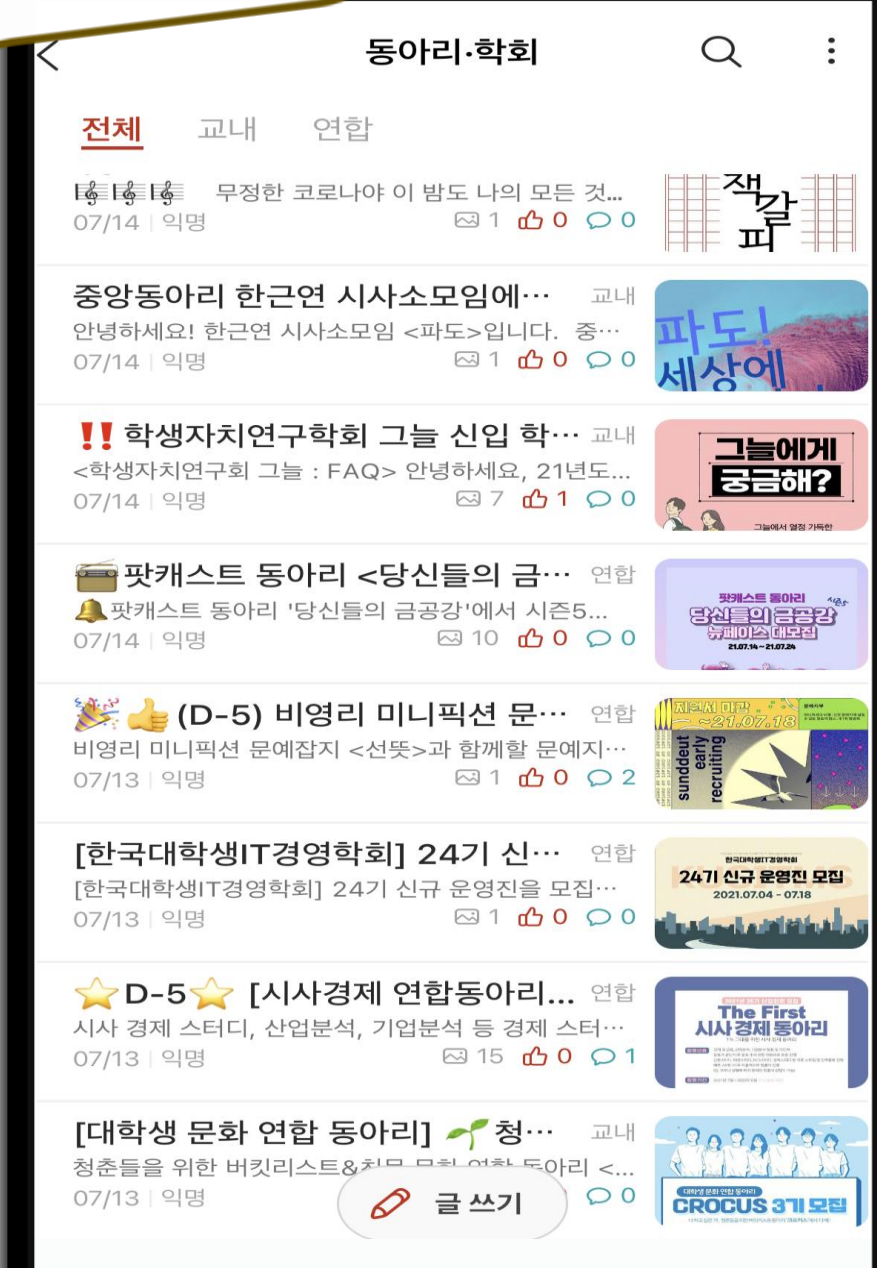 동아리·학회
전체 교내 연합
무정한 코로나야 이 밤도 나의 모든 것...
07/14 | 익명 1 0 0
책갈피
중앙동아리 한근연 시사소모임에··· 교내
안녕하세요! 한근연 시사소모임 <파도>입니다. 중···
07/14 | 익명 1 0 0
파도!
세상에
‼️ 학생자치연구학회 그늘 신입 학··· 교내
<학생자치연구회 그늘 : FAQ> 안녕하세요, 21년도...
07/14 | 익명 7 1 0
그늘에게
궁금해?
그늘에서 열정 가득한
📻팟캐스트 동아리 <당신들의 금··· 연합
🔔팟캐스트 동아리 '당신들의 금공강'에서 시즌5...
07/14 | 익명 10 0 0
팟캐스트 동아리 시즌5
당신들의 금공강
뉴페이스 대모집
21.07.14 ~ 21.07.24
🎉👍 (D-5) 비영리 미니픽션 문··· 연합
비영리 미니픽션 문예잡지 <선뜻>과 함께할 문예지···
07/13 | 익명 1 0 2
지원서 마감
~21.07.18
sunddeut
early
recruiting
[한국대학생IT경영학회] 24기 신··· 연합
[한국대학생IT경영학회] 24기 신규 운영진을 모집···
07/13 | 익명 1 0 0
한국대학생IT경영학회
24기 신규 운영진 모집
2021.07.04 - 07.18
⭐D-5⭐ [시사경제 연합동아리... 연합
시사 경제 스터디, 산업분석, 기업분석 등 경제 스터···
07/13 | 익명 15 0 1
The First
시사 경제 동아리
[대학생 문화 연합 동아리] 🌱청··· 교내
청춘들을 위한 버킷리스트&친목 문화 연합 동아리 <...
07/13 | 익명 0
글 쓰기
대학생 문화 연합 동아리
CROCUS 3기 모집